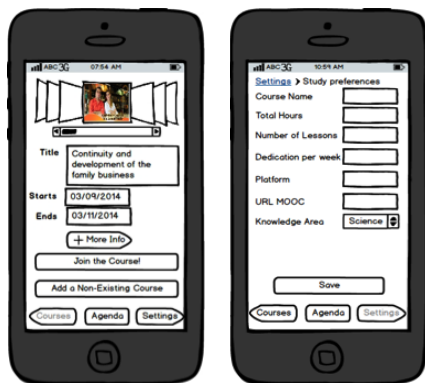 ABC 3G 07:54 AM
Title
Continuity and
development of the
family business
Starts 03/09/2014
Ends 03/11/2014
+ More Info
Join the Course!
Add a Non-Existing Course
Courses Agenda Settings
ABC 3G 10:59 AM
Settings > Study preferences
Course Name
Total Hours
Number of Lessons
Dedication per week
Platform
URL MOOC
Knowledge Area Science
Save
Courses Agenda Settings